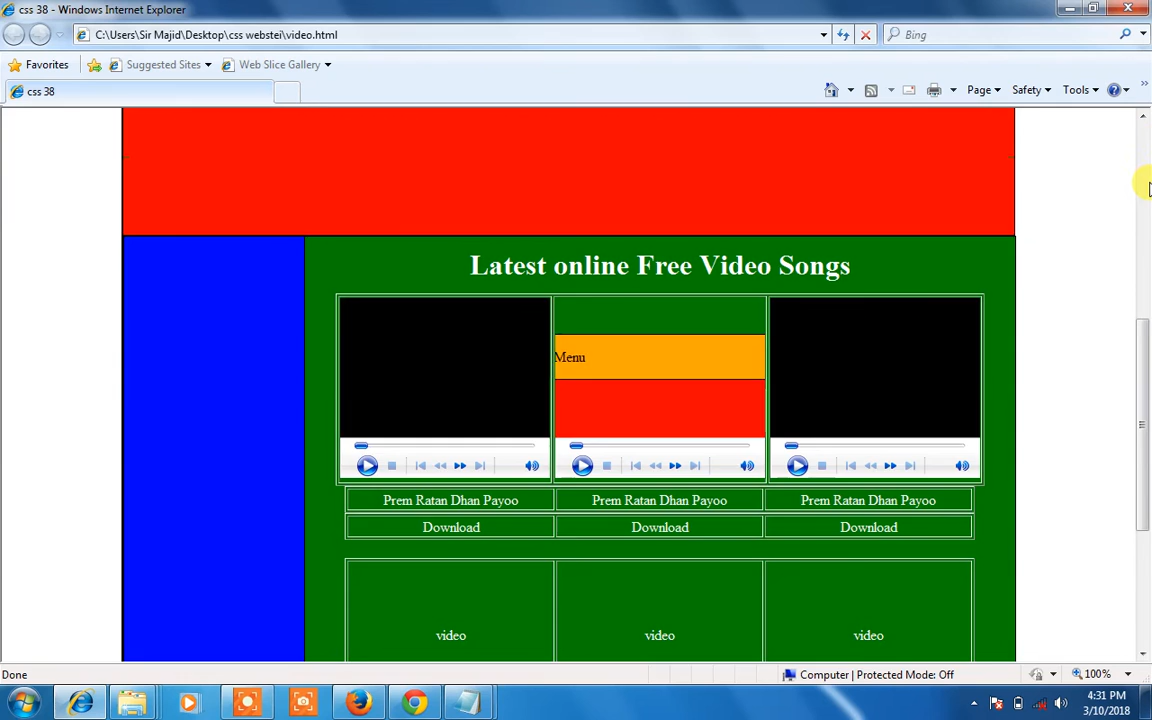 css 38 - Windows Internet Explorer
C:\Users\Sir Majid\Desktop\css webstei\video.html
Bing
Favorites Suggested Sites Web Slice Gallery
css 38
Page Safety Tools
Latest online Free Video Songs
Menu
Prem Ratan Dhan Payoo Prem Ratan Dhan Payoo Prem Ratan Dhan Payoo
Download Download Download
video video video
Done Computer | Protected Mode: Off 100%
4:31 PM
3/10/2018